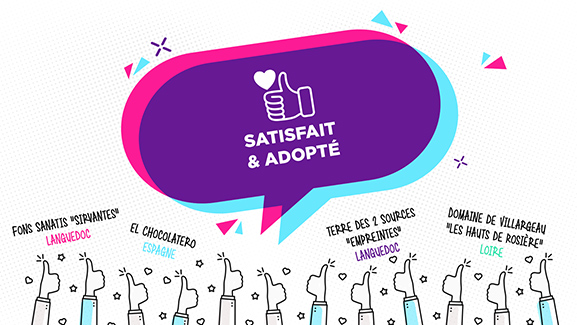 SATISFAIT
& ADOPTÉ
FONS SANATIS "SIRVANTES"
LANGUEDOC
EL CHOCOLATERO
ESPAGNE
TERRE DES 2 SOURCES
"EMPREINTES"
LANGUEDOC
DOMAINE DE VILLARGEAU
"LES HAUTS DE ROSIÈRE"
LOIRE